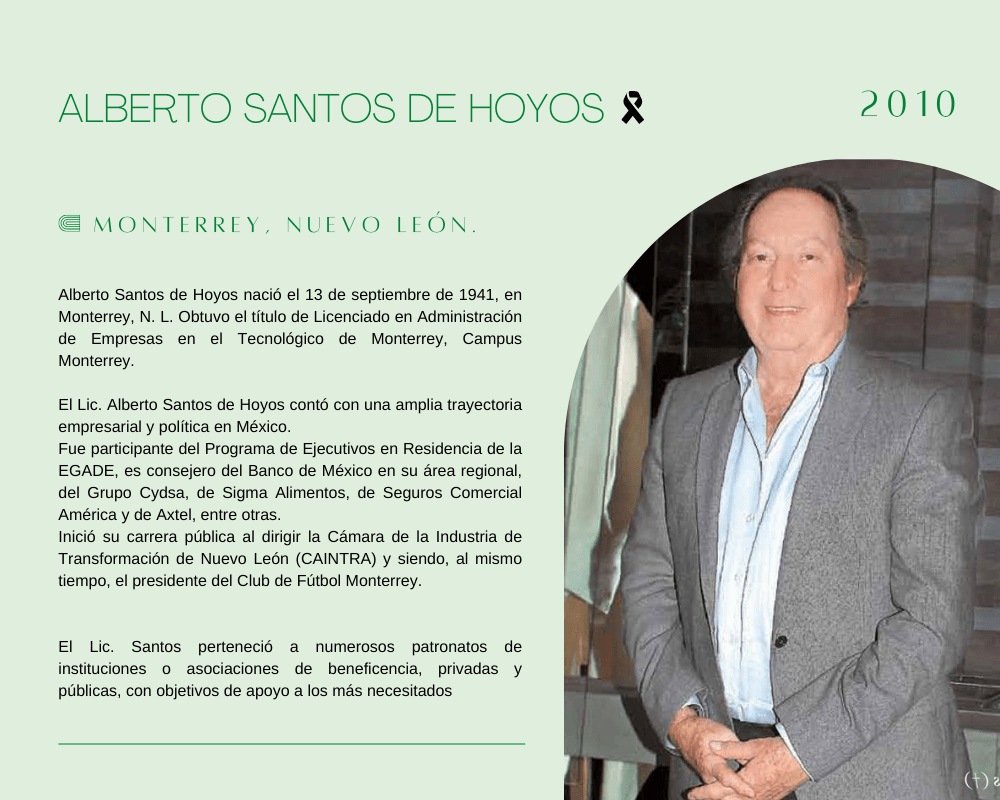 ALBERTO SANTOS DE HOYOS
2010
MONTERREY, NUEVO LEÓN.
Alberto Santos de Hoyos nació el 13 de septiembre de 1941, en
Monterrey, N. L. Obtuvo el título de Licenciado en Administración
de Empresas en el Tecnológico de Monterrey, Campus
Monterrey.
El Lic. Alberto Santos de Hoyos contó con una amplia trayectoria
empresarial y política en México.
Fue participante del Programa de Ejecutivos en Residencia de la
EGADE, es consejero del Banco de México en su área regional,
del Grupo Cydsa, de Sigma Alimentos, de Seguros Comercial
América y de Axtel, entre otras.
Inició su carrera pública al dirigir la Cámara de la Industria de
Transformación de Nuevo León (CAINTRA) y siendo, al mismo
tiempo, el presidente del Club de Fútbol Monterrey.
El Lic. Santos perteneció a numerosos patronatos de
instituciones o asociaciones de beneficencia, privadas y
públicas, con objetivos de apoyo a los más necesitados
(†)